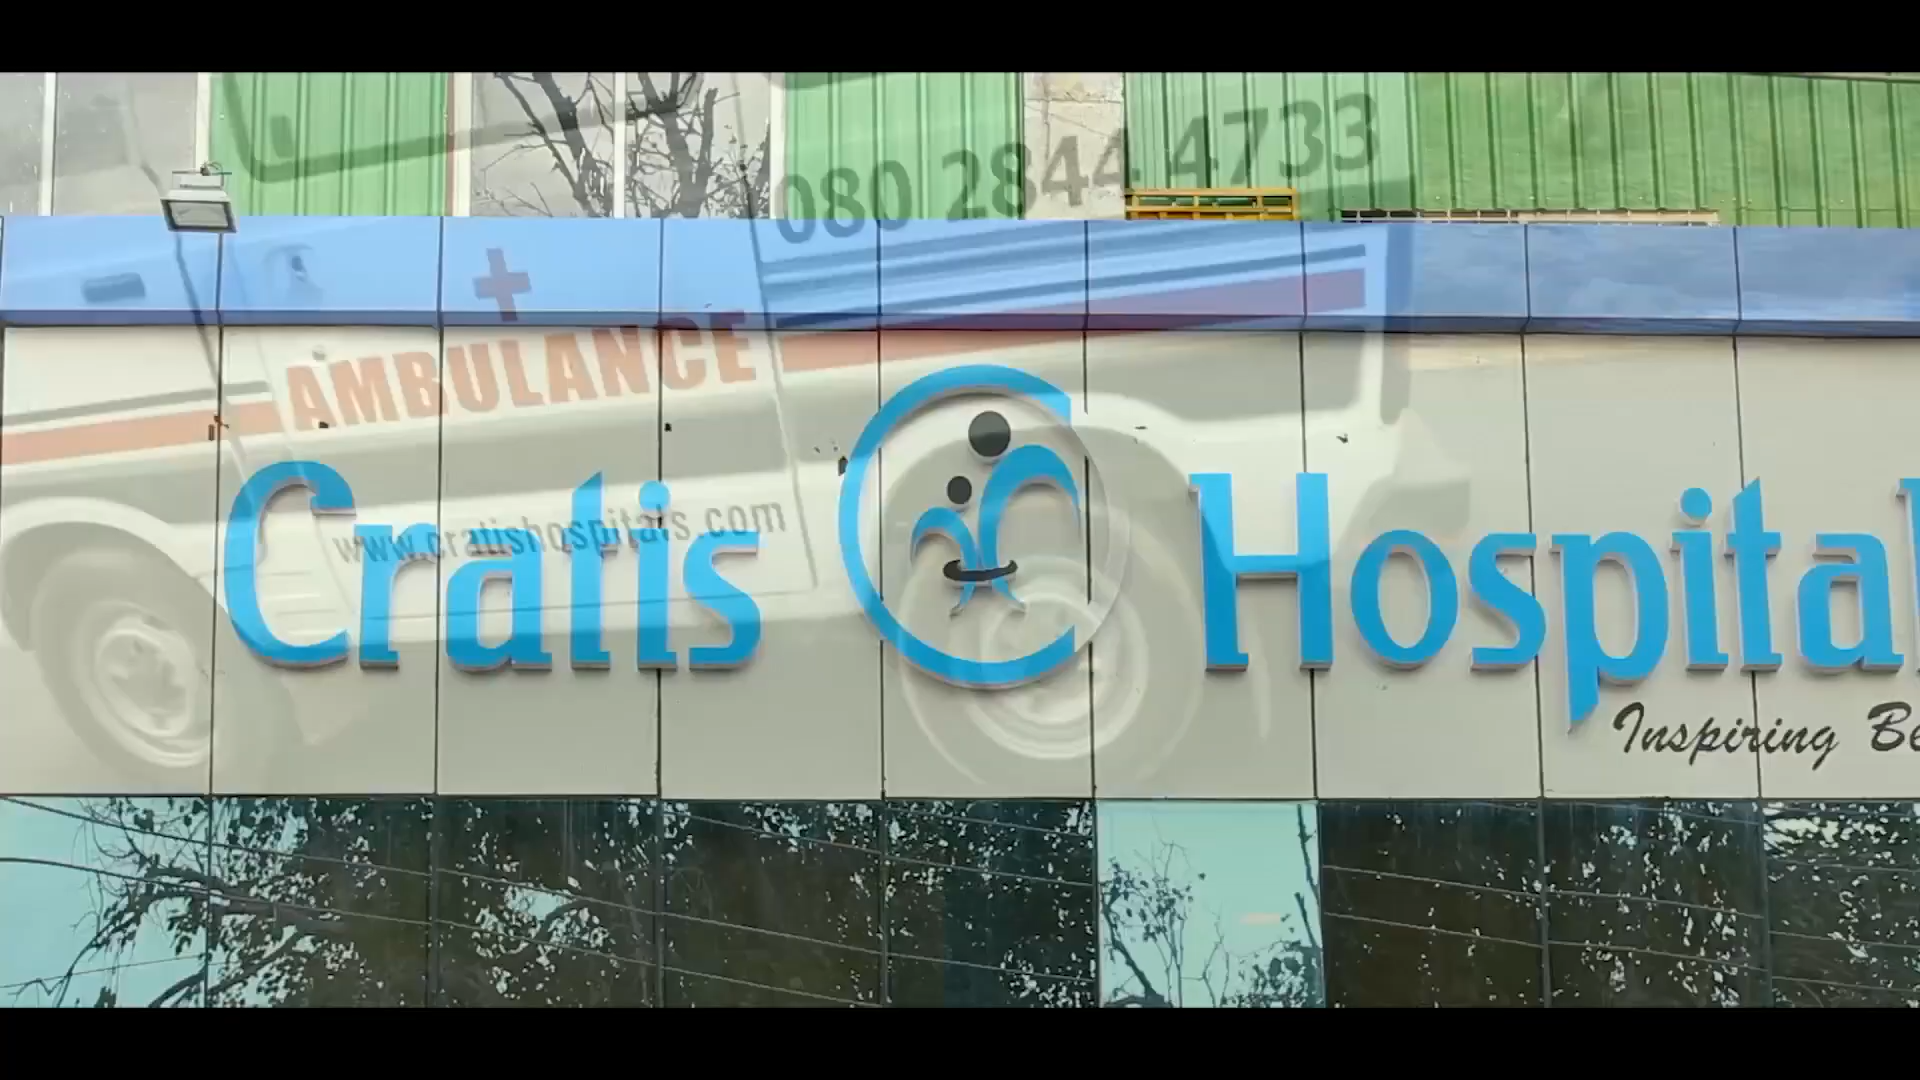 080 2844 4733
AMBULANCE
www.cratishospitals.com
Cratis Hospital
Inspiring Be